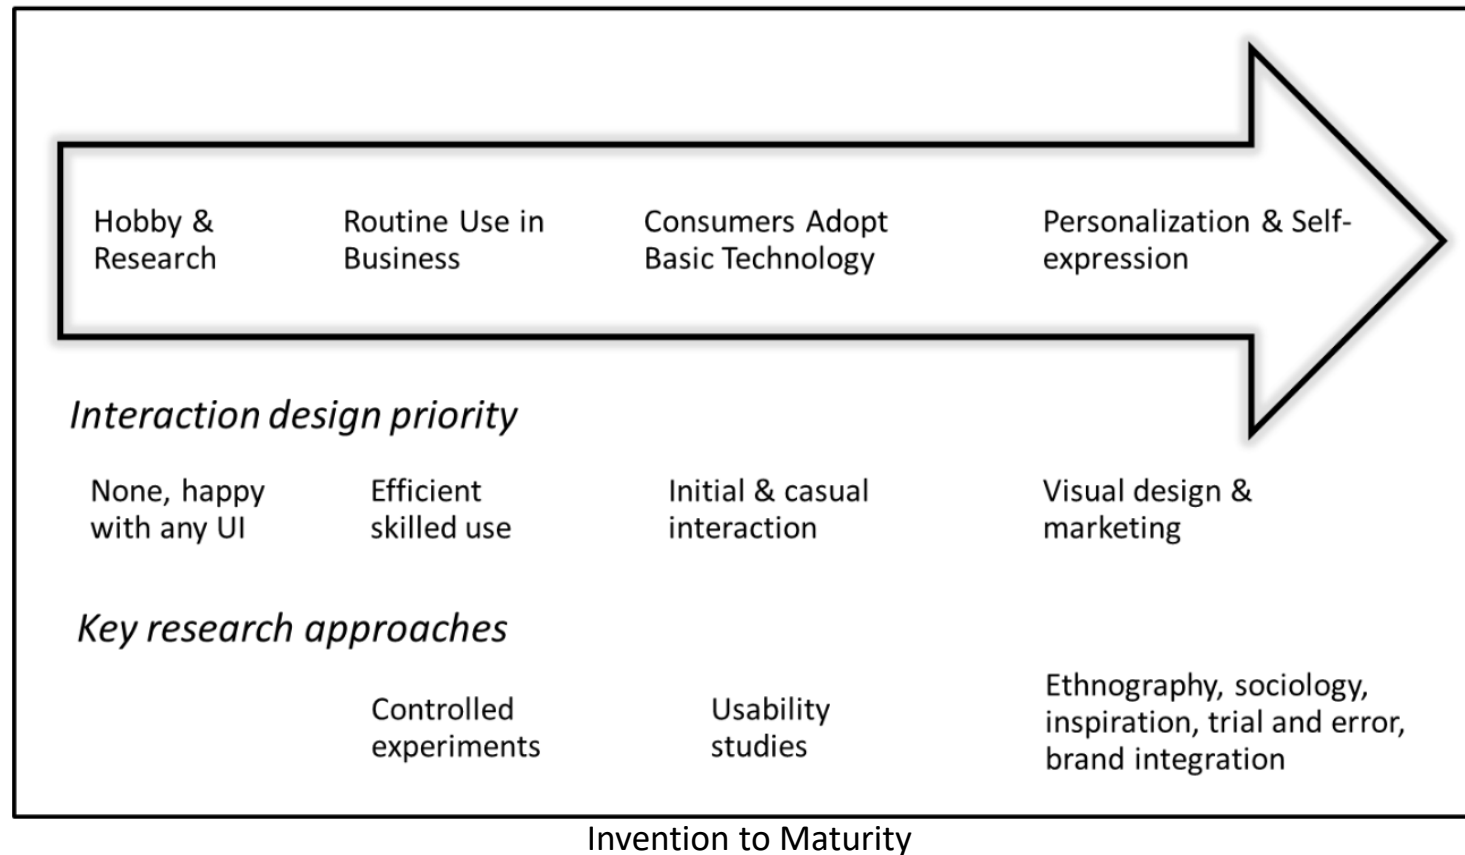 Hobby &
Research
Routine Use in
Business
Consumers Adopt
Basic Technology
Personalization & Self-
expression
Interaction design priority
None, happy
with any UI
Efficient
skilled use
Initial & casual
interaction
Visual design &
marketing
Key research approaches
Controlled
experiments
Usability
studies
Ethnography, sociology,
inspiration, trial and error,
brand integration
Invention to Maturity